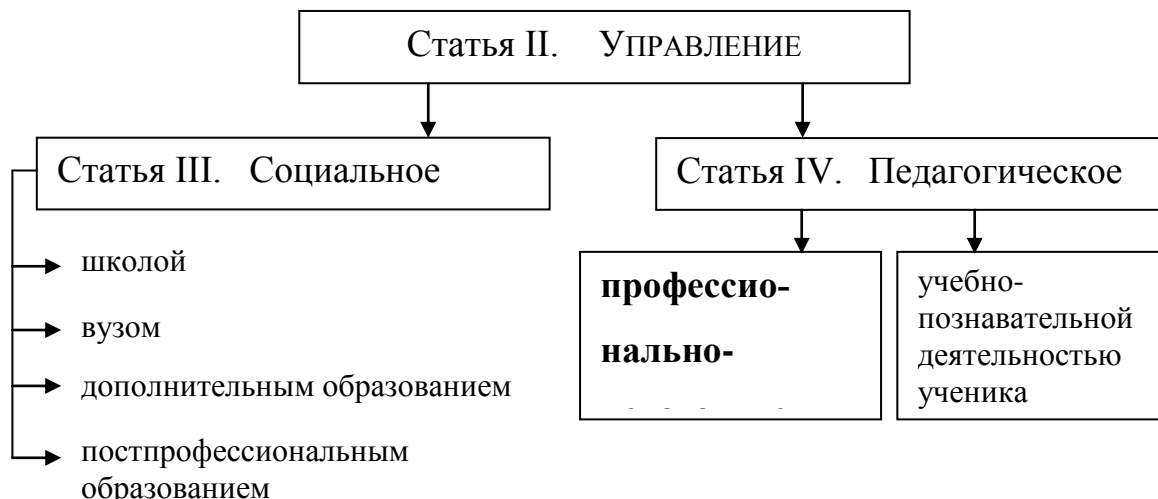 Статья II. УПРАВЛЕНИЕ
Статья III. Социальное
Статья IV. Педагогическое
школой
вузом
дополнительным образованием
постпрофессиональным
образованием
профессио-
нально-
учебно-
познавательной
деятельностью
ученика